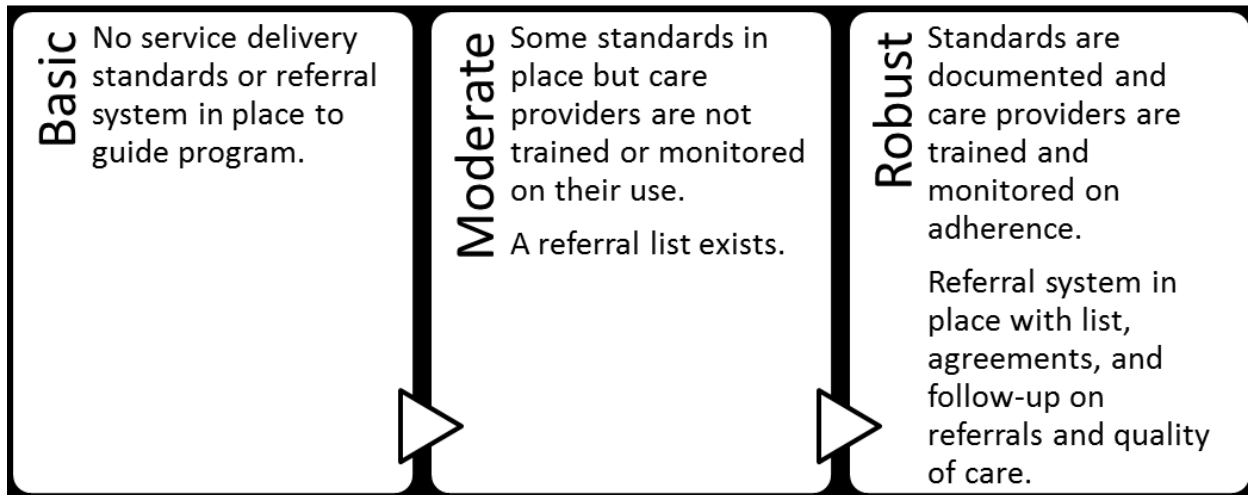 Basic
No service delivery
standards or referral
system in place to
guide program.
Moderate
Some standards in
place but care
providers are not
trained or monitored
on their use.
A referral list exists.
Robust
Standards are
documented and
care providers are
trained and
monitored on
adherence.
Referral system in
place with list,
agreements, and
follow-up on
referrals and quality
of care.